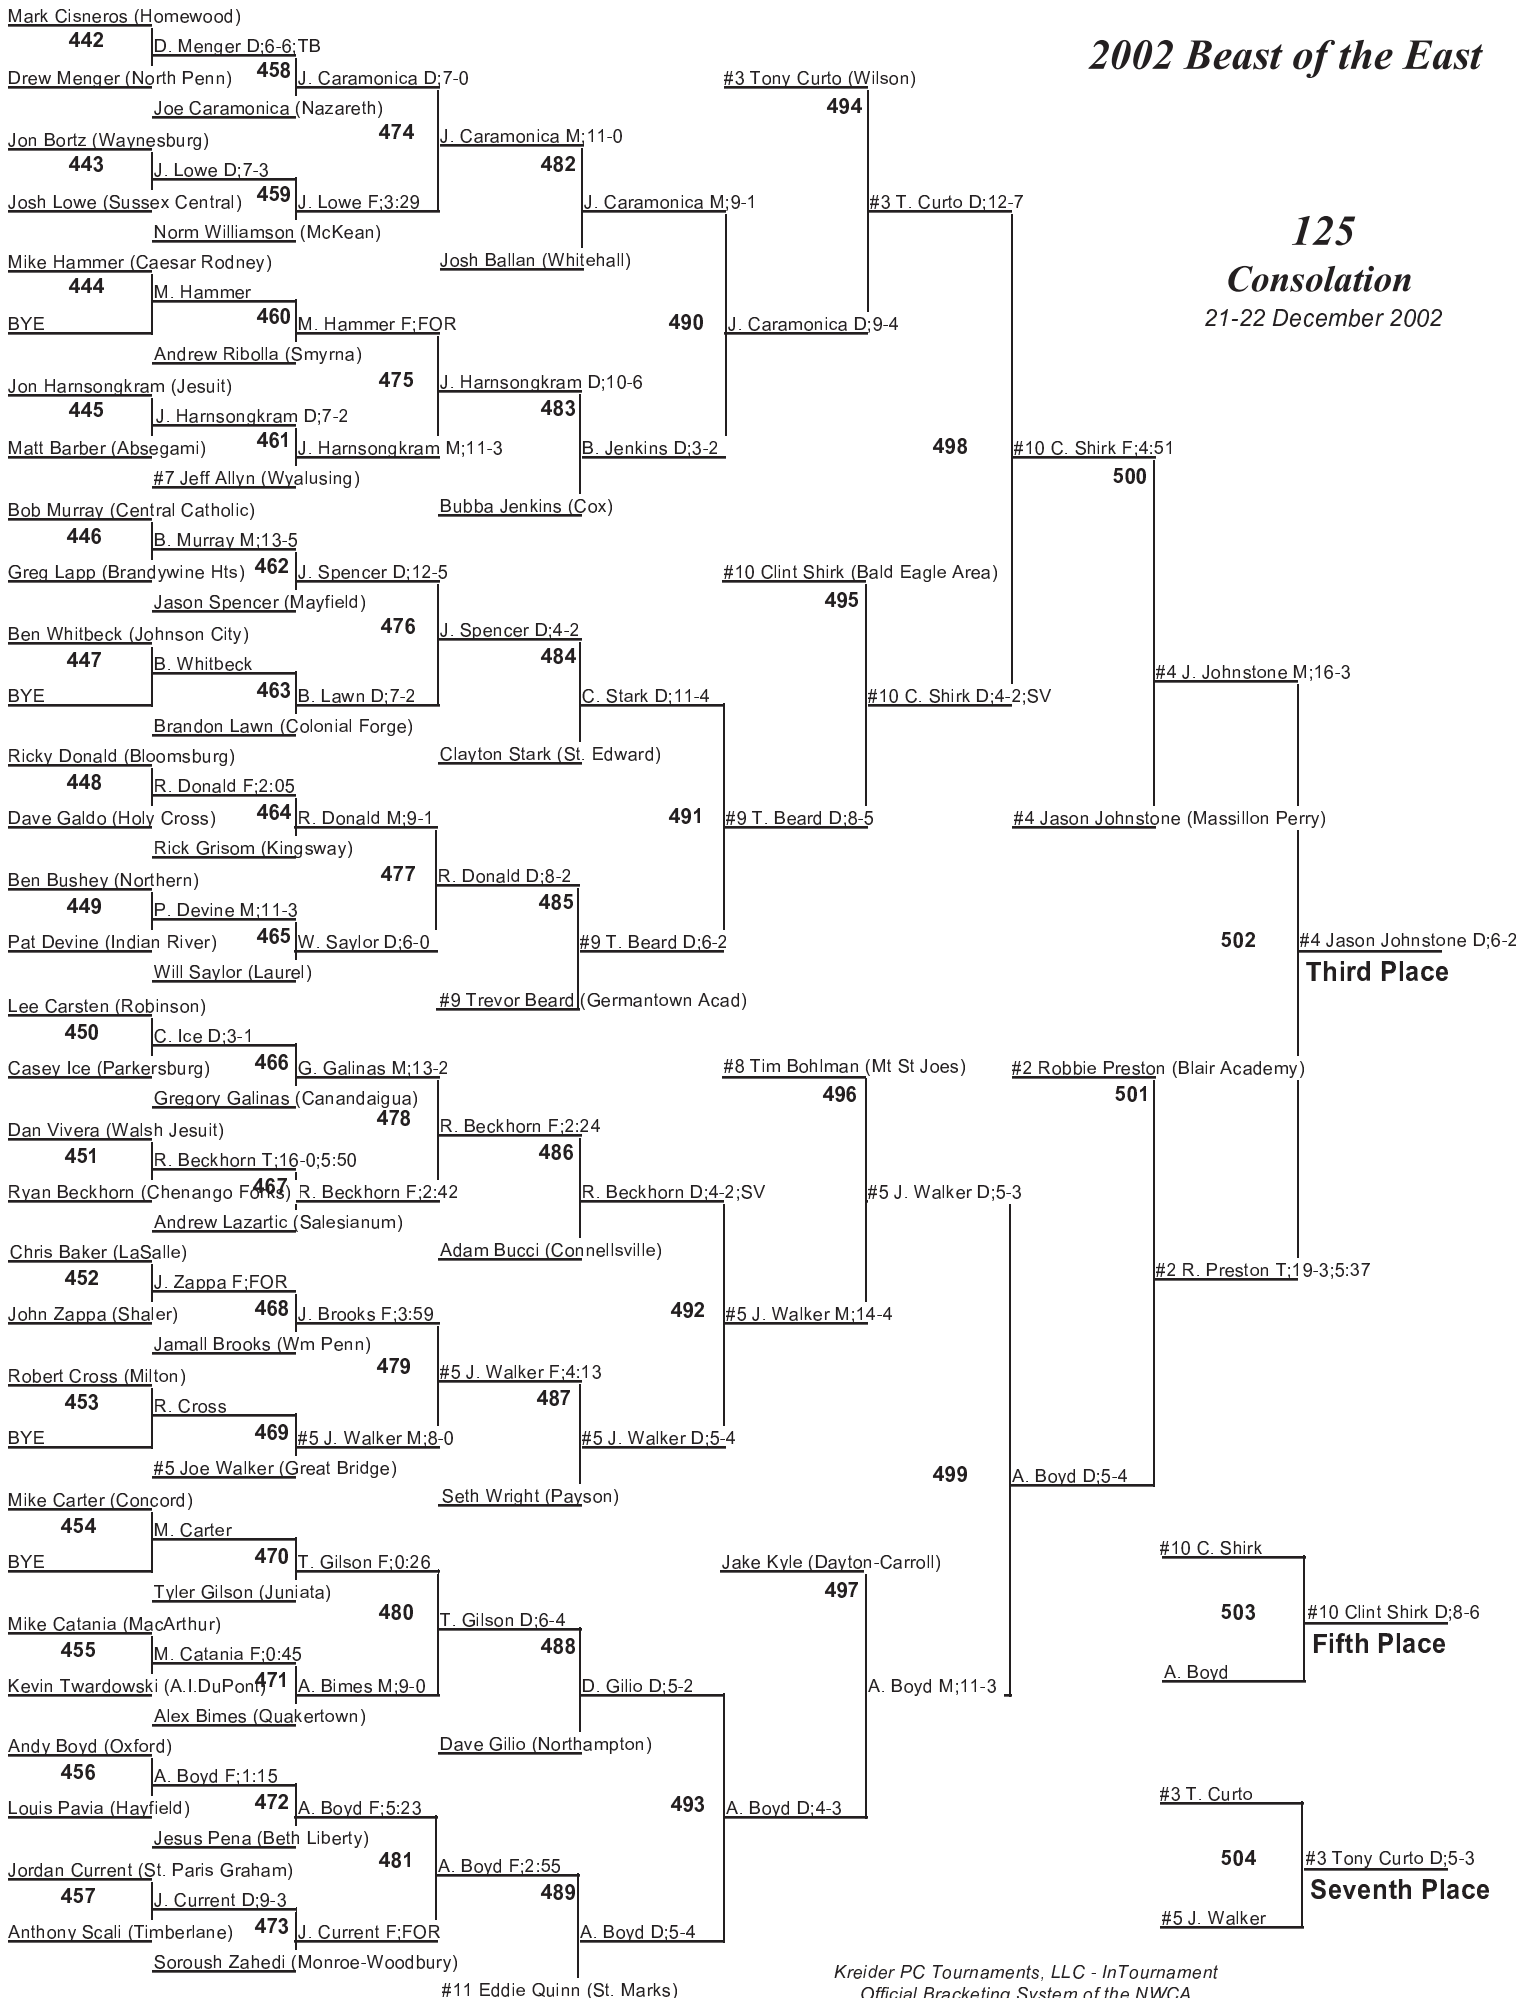 Mark Cisneros (Homewood)
442
D. Menger D;6-6;TB
Drew Menger (North Penn)
458
J. Caramonica D;7-0
Joe Caramonica (Nazareth)
474
Jon Bortz (Waynesburg)
443
J. Lowe D;7-3
Josh Lowe (Sussex Central)
459
J. Lowe F;3:29
Norm Williamson (McKean)
J. Caramonica M;11-0
482
J. Caramonica M;9-1
Josh Ballan (Whitehall)
Mike Hammer (Caesar Rodney)
444
M. Hammer
BYE
460
M. Hammer F;FOR
Andrew Ribolla (Smyrna)
475
Jon Harnsongkram (Jesuit)
445
J. Harnsongkram D;7-2
Matt Barber (Absegami)
461
J. Harnsongkram M;11-3
#7 Jeff Allyn (Wyalusing)
J. Harnsongkram D;10-6
483
B. Jenkins D;3-2
Bubba Jenkins (Cox)
490
J. Caramonica D;9-4
Bob Murray (Central Catholic)
446
B. Murray M;13-5
Greg Lapp (Brandywine Hts)
462
J. Spencer D;12-5
Jason Spencer (Mayfield)
476
Ben Whitbeck (Johnson City)
447
B. Whitbeck
BYE
463
B. Lawn D;7-2
Brandon Lawn (Colonial Forge)
J. Spencer D;4-2
484
C. Stark D;11-4
Clayton Stark (St. Edward)
Ricky Donald (Bloomsburg)
448
R. Donald F;2:05
Dave Galdo (Holy Cross)
464
R. Donald M;9-1
Rick Grisom (Kingsway)
477
Ben Bushey (Northern)
449
P. Devine M;11-3
Pat Devine (Indian River)
465
W. Saylor D;6-0
Will Saylor (Laurel)
R. Donald D;8-2
485
#9 T. Beard D;6-2
#9 Trevor Beard (Germantown Acad)
491
#9 T. Beard D;8-5
Lee Carsten (Robinson)
450
C. Ice D;3-1
Casey Ice (Parkersburg)
466
G. Galinas M;13-2
Gregory Galinas (Canandaigua)
478
Dan Vivera (Walsh Jesuit)
451
R. Beckhorn T;16-0;5:50
Ryan Beckhorn (Chenango Forks)
467
R. Beckhorn F;2:42
Andrew Lazartic (Salesianum)
R. Beckhorn F;2:24
486
R. Beckhorn D;4-2;SV
Adam Bucci (Connellsville)
Chris Baker (LaSalle)
452
J. Zappa F;FOR
John Zappa (Shaler)
468
J. Brooks F;3:59
Jamall Brooks (Wm Penn)
479
Robert Cross (Milton)
453
R. Cross
BYE
469
#5 J. Walker M;8-0
#5 Joe Walker (Great Bridge)
#5 J. Walker F;4:13
487
#5 J. Walker D;5-4
Seth Wright (Payson)
492
#5 J. Walker M;14-4
Mike Carter (Concord)
454
M. Carter
BYE
470
T. Gilson F;0:26
Tyler Gilson (Juniata)
480
Mike Catania (MacArthur)
455
M. Catania F;0:45
Kevin Twardowski (A.I.DuPont)
471
A. Bimes M;9-0
Alex Bimes (Quakertown)
T. Gilson D;6-4
488
D. Gilio D;5-2
Dave Gilio (Northampton)
Andy Boyd (Oxford)
456
A. Boyd F;1:15
Louis Pavia (Hayfield)
472
A. Boyd F;5:23
Jesus Pena (Beth Liberty)
481
Jordan Current (St. Paris Graham)
457
J. Current D;9-3
Anthony Scali (Timberlane)
473
J. Current F;FOR
Soroush Zahedi (Monroe-Woodbury)
A. Boyd F;2:55
489
A. Boyd D;5-4
#11 Eddie Quinn (St. Marks)
493
A. Boyd D;4-3
#3 Tony Curto (Wilson)
494
#3 T. Curto D;12-7
#10 Clint Shirk (Bald Eagle Area)
495
#10 C. Shirk D;4-2;SV
498
#10 C. Shirk F;4:51
500
#4 J. Johnstone M;16-3
#4 Jason Johnstone (Massillon Perry)
#8 Tim Bohlman (Mt St Joes)
496
#5 J. Walker D;5-3
Jake Kyle (Dayton-Carroll)
497
A. Boyd M;11-3
499
A. Boyd D;5-4
#2 Robbie Preston (Blair Academy)
501
#2 R. Preston T;19-3;5:37
502
#4 Jason Johnstone D;6-2
Third Place
#10 C. Shirk
503
#10 Clint Shirk D;8-6
Fifth Place
A. Boyd
#3 T. Curto
504
#3 Tony Curto D;5-3
Seventh Place
#5 J. Walker
2002 Beast of the East
125
Consolation
21-22 December 2002
Kreider PC Tournaments, LLC - InTournament
Official Bracketing System of the NWCA